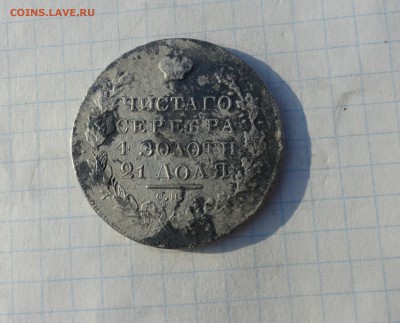 COINS.LAVE.RU
ЧИСТАГО
СЕРЕБРА
4 ЗОЛОТН
21 ДОЛЯ
СПБ